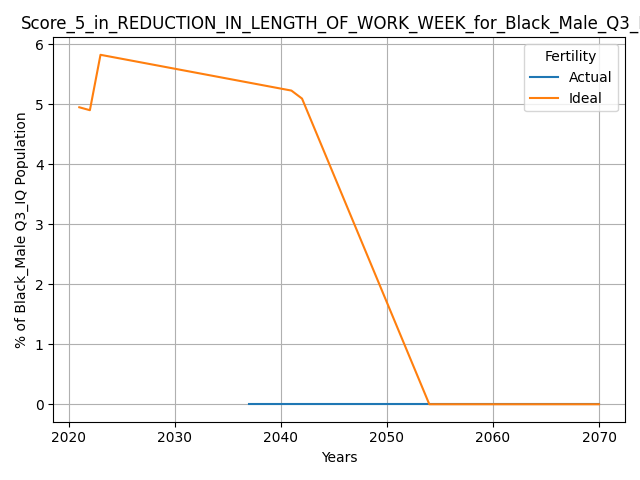 Score_5_in_REDUCTION_IN_LENGTH_OF_WORK_WEEK_for_Black_Male_Q3_
% of Black_Male Q3_IQ Population
6
5
4
3
2
1
0
Fertility
Actual
Ideal
2020 2030 2040 2050 2060 2070
Years